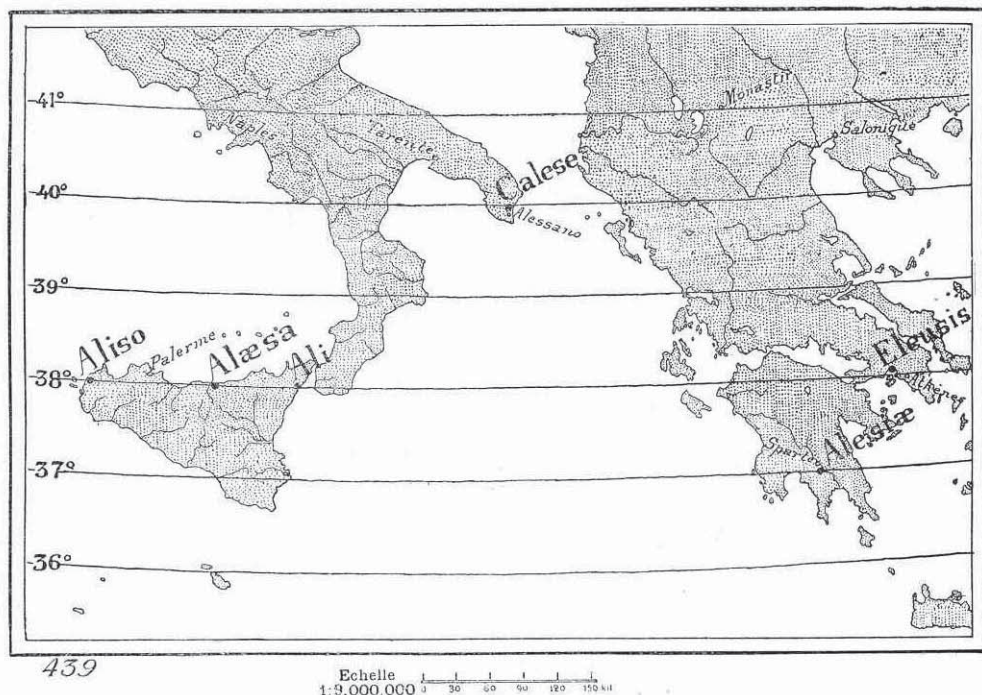 -41°
Naples
Tarente
Monastir
Salonique
-40°
Calese
Alessano
-39°
Aliso
Palerme
Alæsa
Ali
Eleusis
-38°
Athènes
Alesiæ
Sparte
-37°
-36°
439
Echelle
1:9.000.000
0 30 60 90 120 150 kil